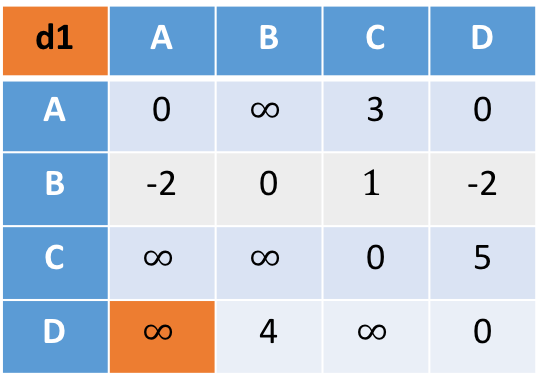 d1 A B C D
A 0 ∞ 3 0
B -2 0 1 -2
C ∞ ∞ 0 5
D ∞ 4 ∞ 0